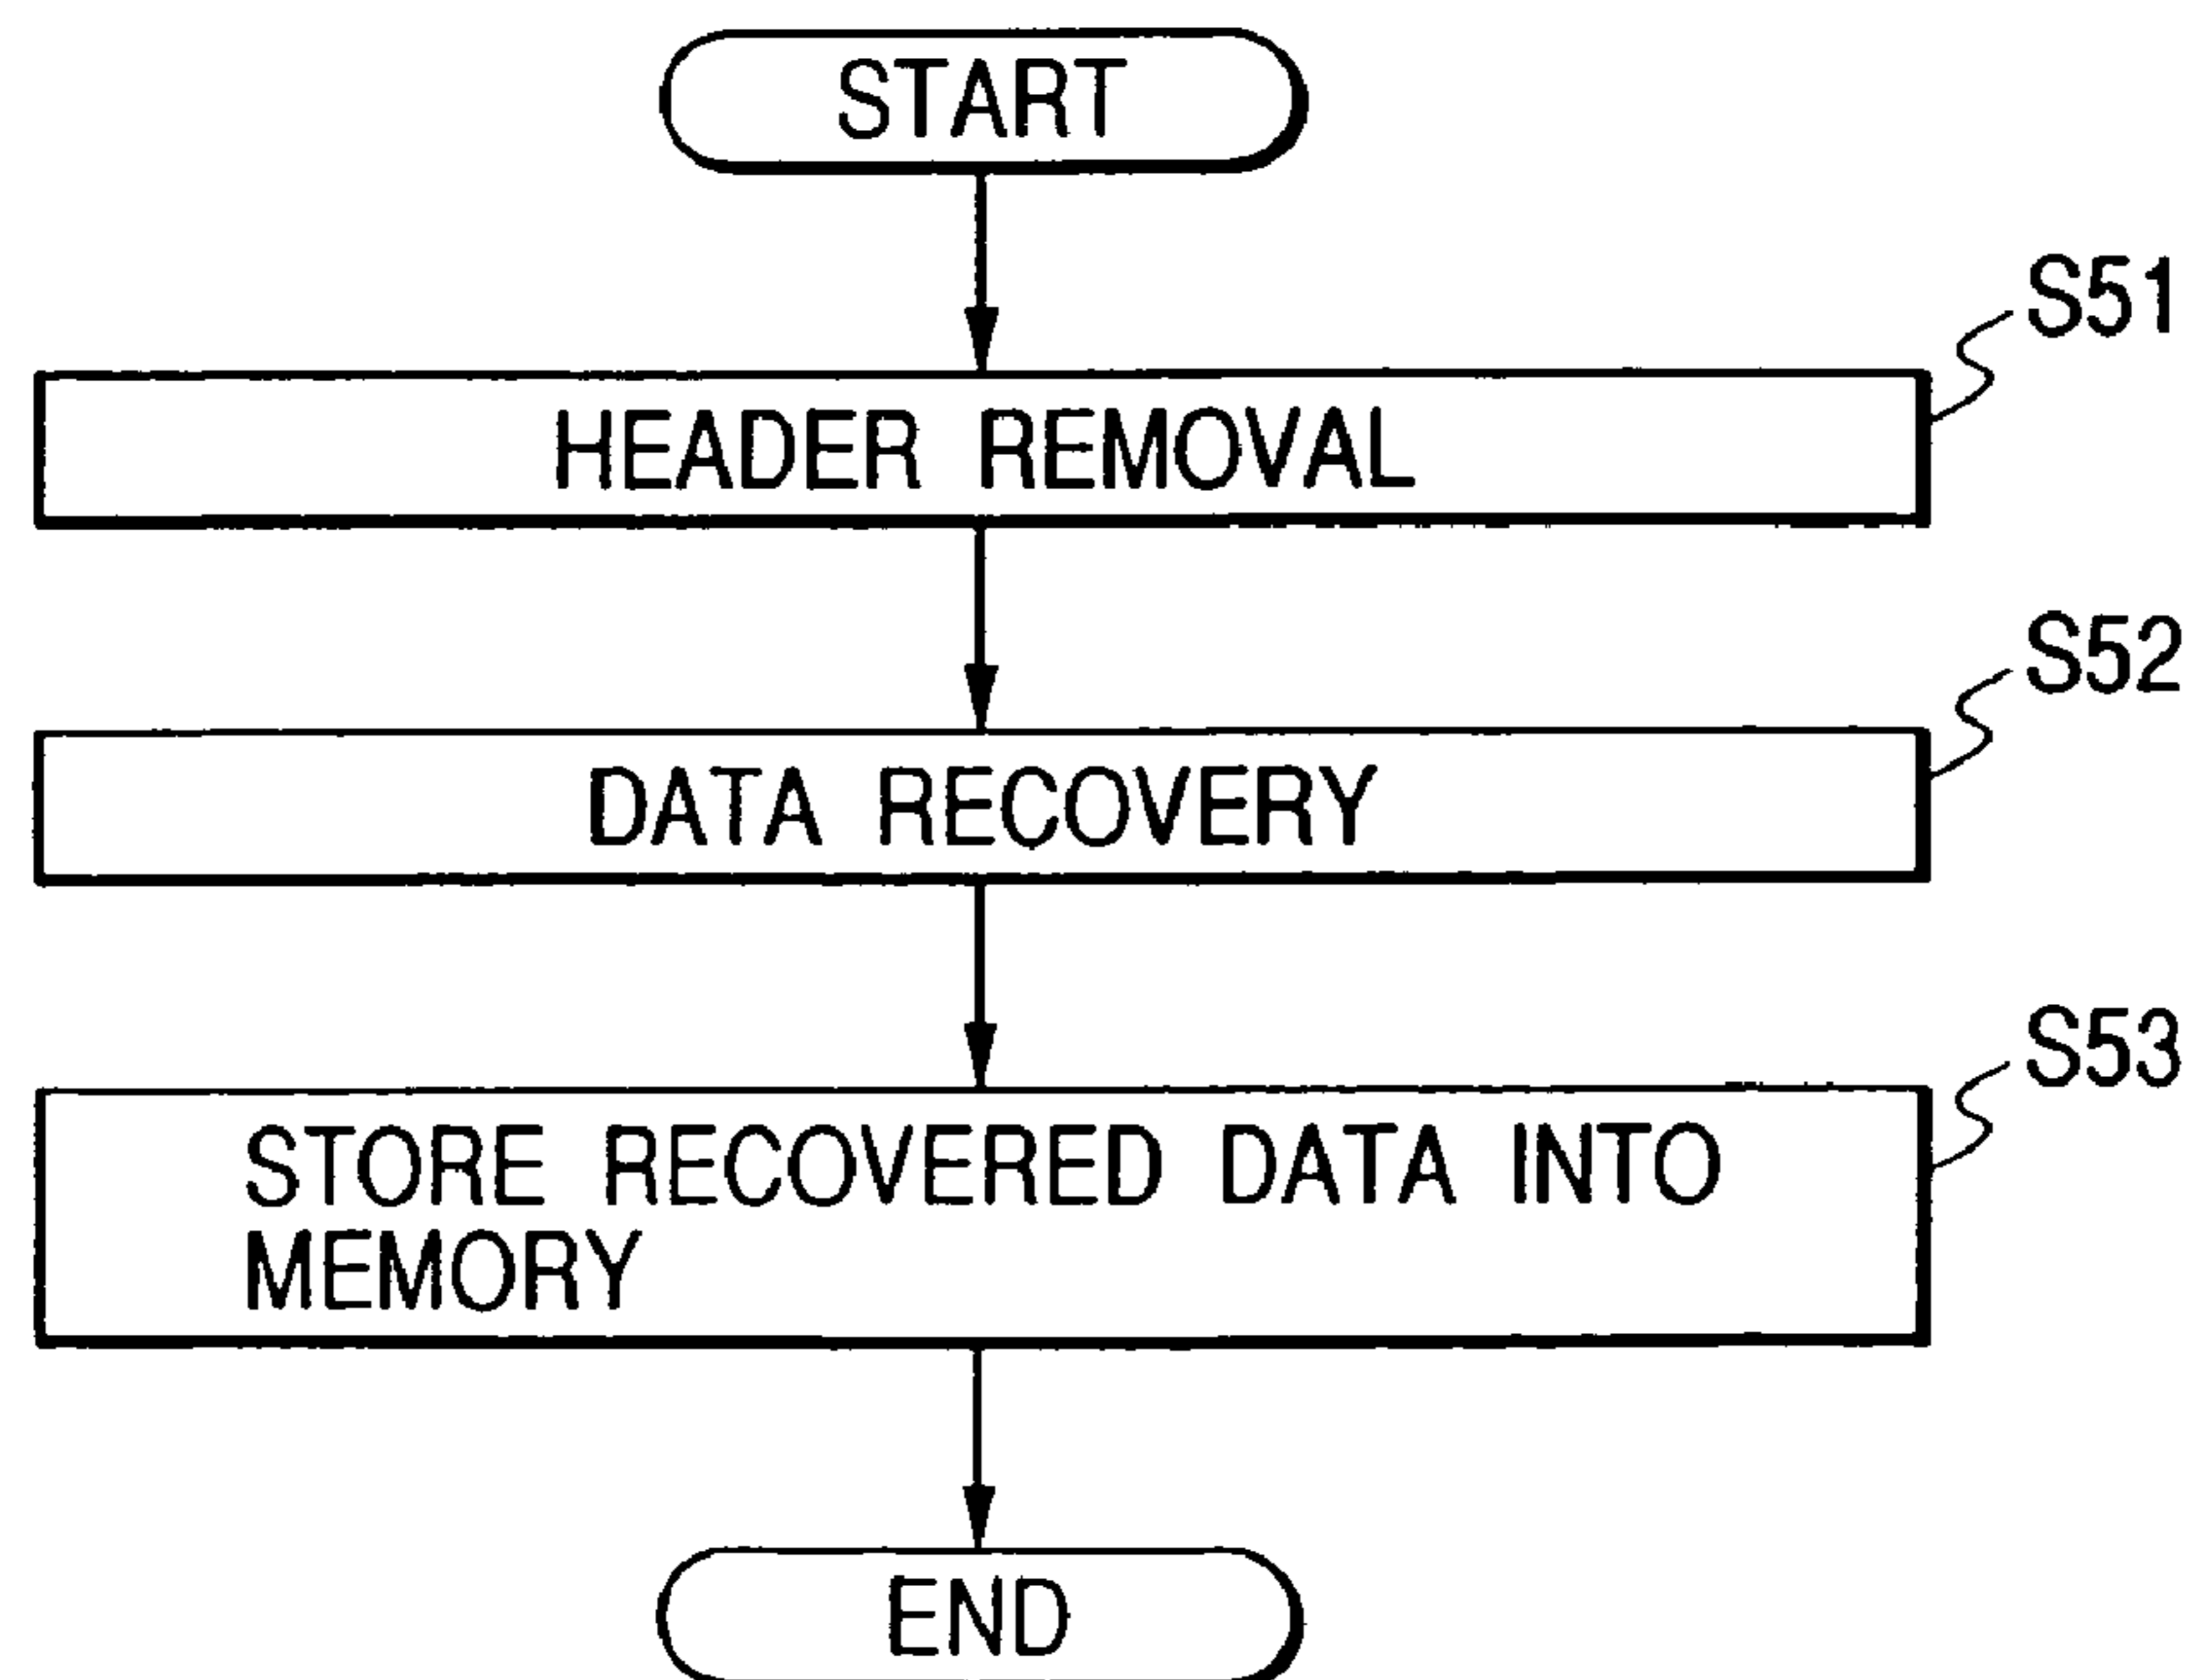 START
S51
HEADER REMOVAL
S52
DATA RECOVERY
S53
STORE RECOVERED DATA INTO
MEMORY
END